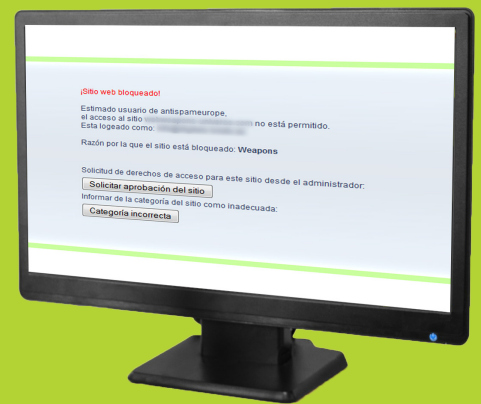 ¡Sitio web bloqueado!
Estimado usuario de antispameurope,
el acceso al sitio no está permitido.
Esta logeado como:
Razón por la que el sitio está bloqueado: Weapons
Solicitud de derechos de acceso para este sitio desde el administrador:
Solicitar aprobación del sitio
Informar de la categoría del sitio como inadecuada:
Categoría incorrecta